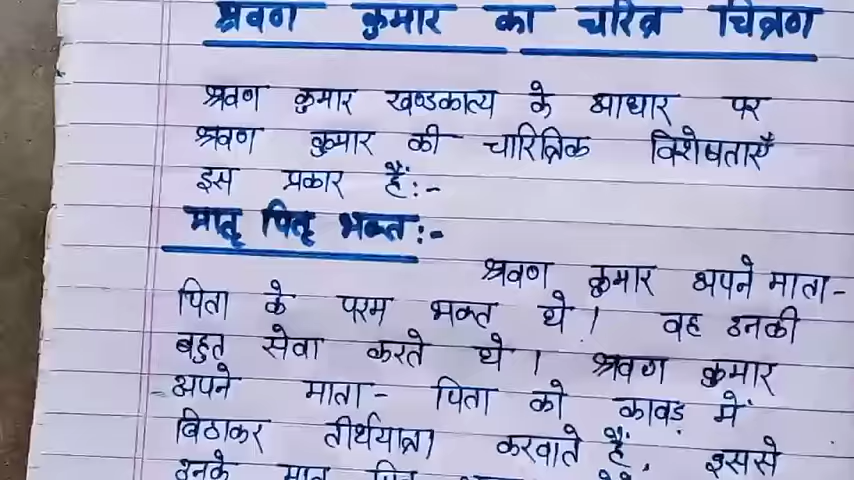 श्रवण कुमार का चरित्र चित्रण
श्रवण कुमार खण्डकाव्य के आधार पर
श्रवण कुमार की चारित्रिक विशेषताएँ
इस प्रकार हैं:-
मातृ पितृ भक्त:-
श्रवण कुमार अपने माता-
पिता के परम भक्त थे। वह उनकी
बहुत सेवा करते थे। श्रवण कुमार
अपने माता- पिता को कावड़ में
बिठाकर तीर्थयात्रा करवाते हैं, इससे
उनके